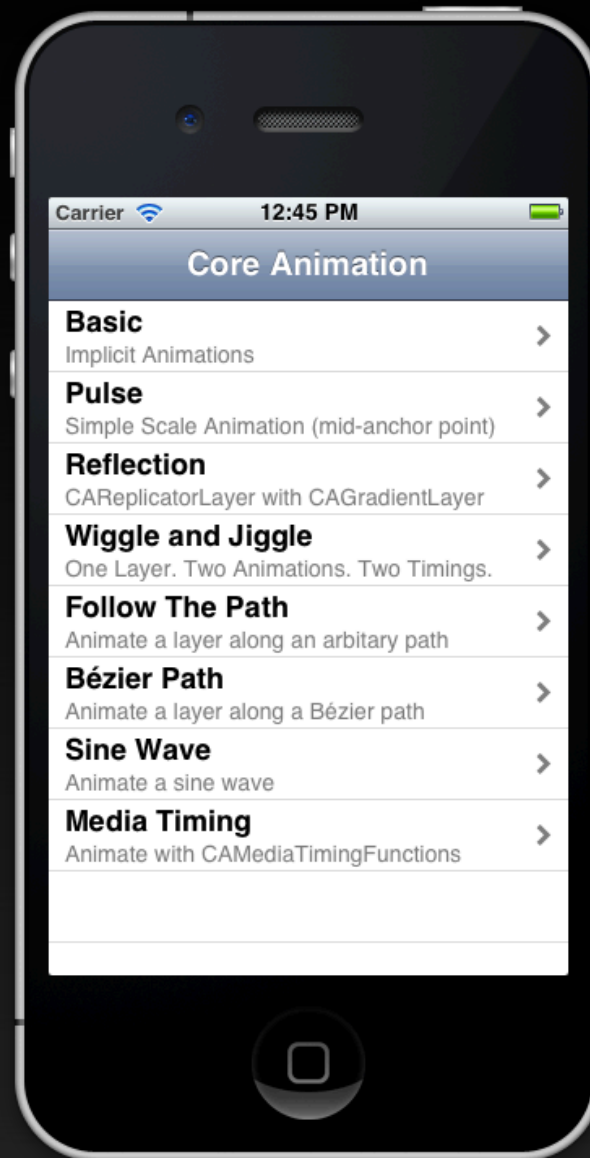 Carrier 12:45 PM
Core Animation
Basic
Implicit Animations
Pulse
Simple Scale Animation (mid-anchor point)
Reflection
CAReplicatorLayer with CAGradientLayer
Wiggle and Jiggle
One Layer. Two Animations. Two Timings.
Follow The Path
Animate a layer along an arbitary path
Bézier Path
Animate a layer along a Bézier path
Sine Wave
Animate a sine wave
Media Timing
Animate with CAMediaTimingFunctions